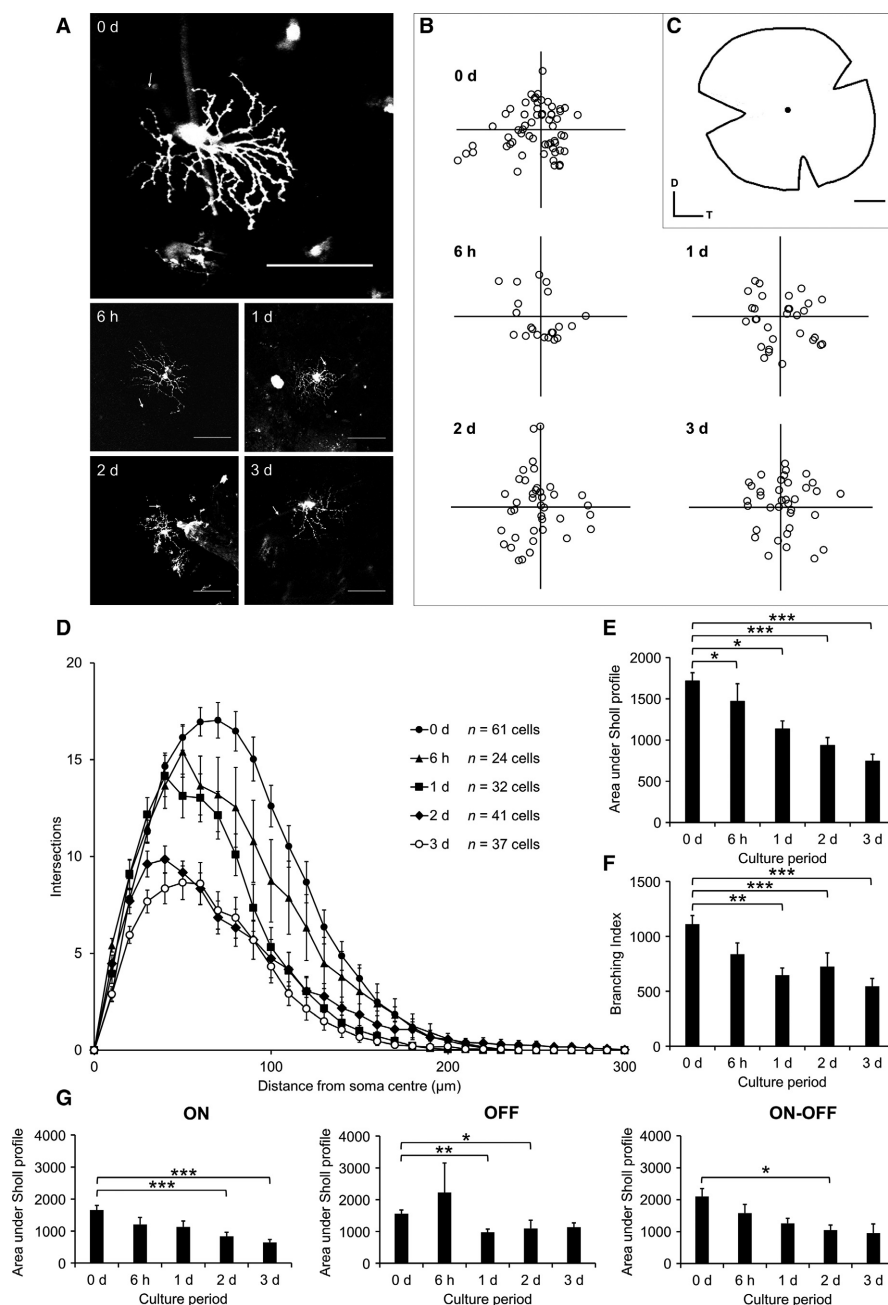 A
0 d
6 h
1 d
2 d
3 d
B
0 d
6 h
1 d
2 d
3 d
C
D
T
D
20
15
10
5
0
Intersections
0
100
200
300
Distance from soma centre (µm)
0 d n = 61 cells
6 h n = 24 cells
1 d n = 32 cells
2 d n = 41 cells
3 d n = 37 cells
E
***
***
*
*
2000
1500
1000
500
0
Area under Sholl profile
0 d 6 h 1 d 2 d 3 d
Culture period
F
***
***
**
1500
1000
500
0
Branching Index
0 d 6 h 1 d 2 d 3 d
Culture period
G
ON
4000
3000
2000
1000
0
Area under Sholl profile
***
***
0 d 6 h 1 d 2 d 3 d
Culture period
OFF
4000
3000
2000
1000
0
Area under Sholl profile
*
**
0 d 6 h 1 d 2 d 3 d
Culture period
ON-OFF
4000
3000
2000
1000
0
Area under Sholl profile
*
0 d 6 h 1 d 2 d 3 d
Culture period